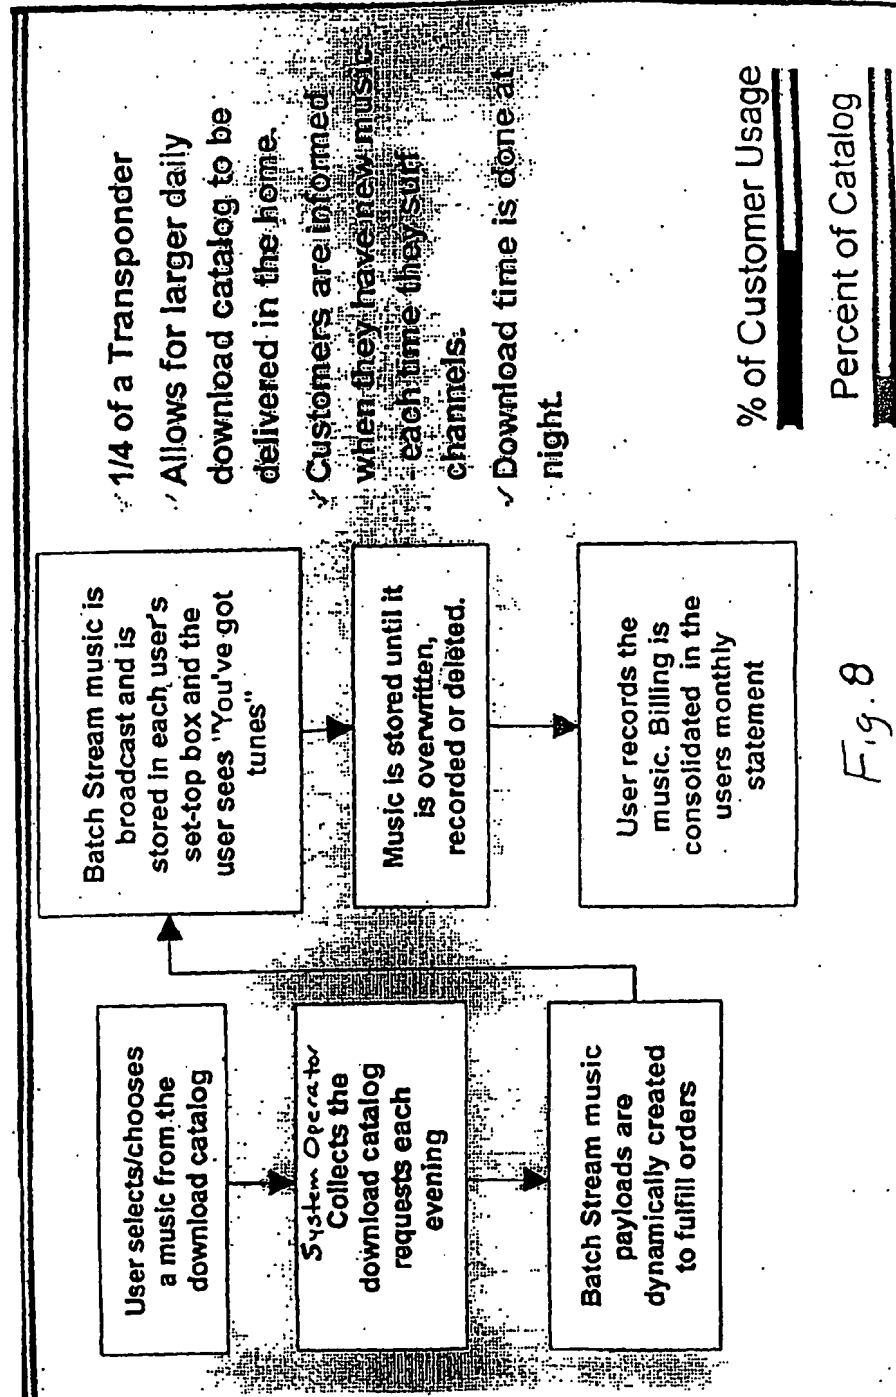 User selects/chooses
a music from the
download catalog
System Operator
Collects the
download catalog
requests each
evening
Batch Stream music
payloads are
dynamically created
to fulfill orders
Batch Stream music is
broadcast and is
stored in each user's
set-top box and the
user sees "You've got
tunes"
Music is stored until it
is overwritten,
recorded or deleted.
User records the
music. Billing is
consolidated in the
users monthly
statement
✓ 1/4 of a Transponder
✓ Allows for larger daily
download catalog to be
delivered in the home.
✓ Customers are informed
when they have new music
each time they surf
channels.
✓ Download time is done at
night.
% of Customer Usage
Percent of Catalog
Fig. 8